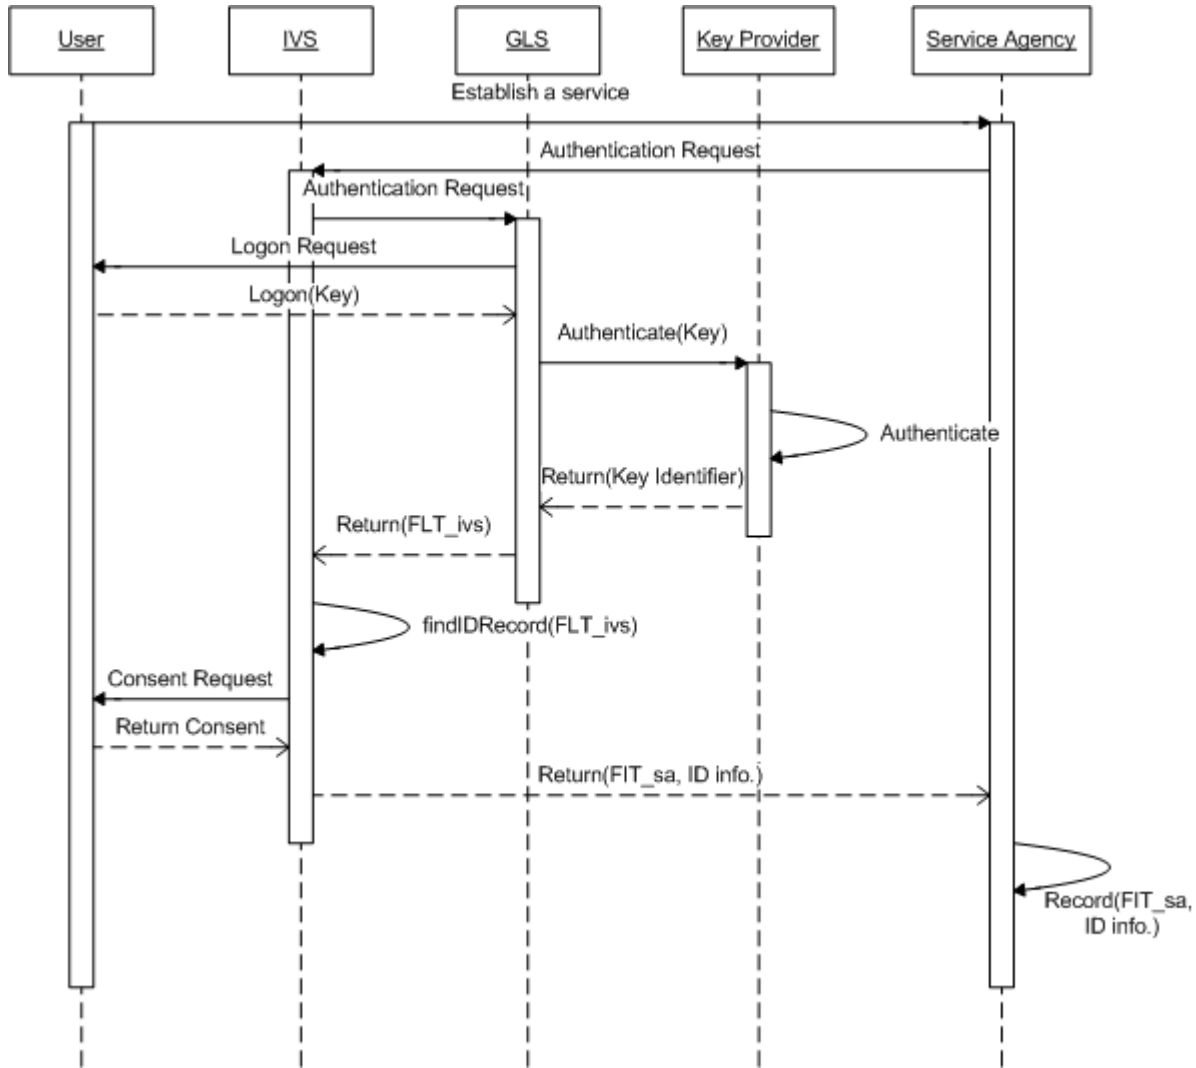 User
IVS
GLS
Key Provider
Service Agency
Establish a service
Authentication Request
Authentication Request
Logon Request
Logon(Key)
Authenticate(Key)
Authenticate
Return(Key Identifier)
Return(FLT_ivs)
findIDRecord(FLT_ivs)
Consent Request
Return Consent
Return(FIT_sa, ID info.)
Record(FIT_sa,
ID info.)